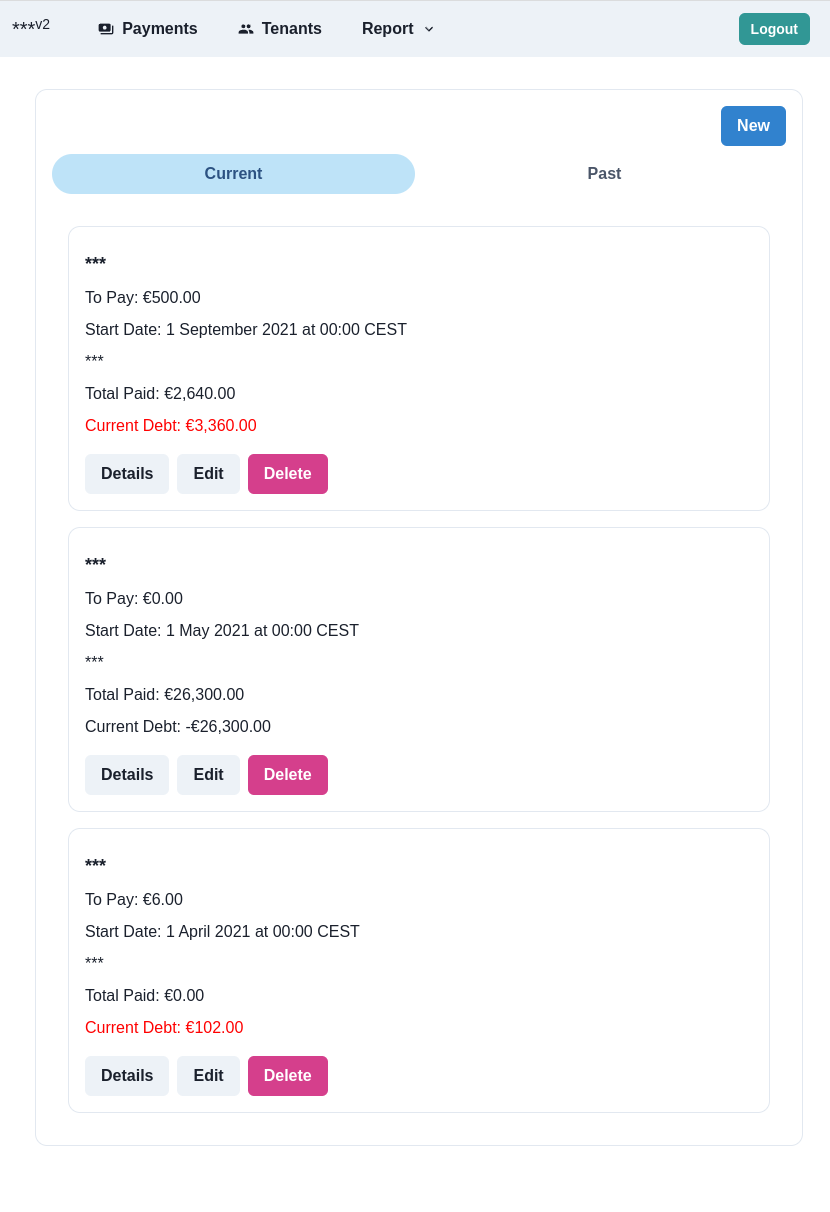 ***v2 Payments Tenants Report Logout
New
Current Past
***
To Pay: €500.00
Start Date: 1 September 2021 at 00:00 CEST
***
Total Paid: €2,640.00
Current Debt: €3,360.00
Details Edit Delete
***
To Pay: €0.00
Start Date: 1 May 2021 at 00:00 CEST
***
Total Paid: €26,300.00
Current Debt: -€26,300.00
Details Edit Delete
***
To Pay: €6.00
Start Date: 1 April 2021 at 00:00 CEST
***
Total Paid: €0.00
Current Debt: €102.00
Details Edit Delete